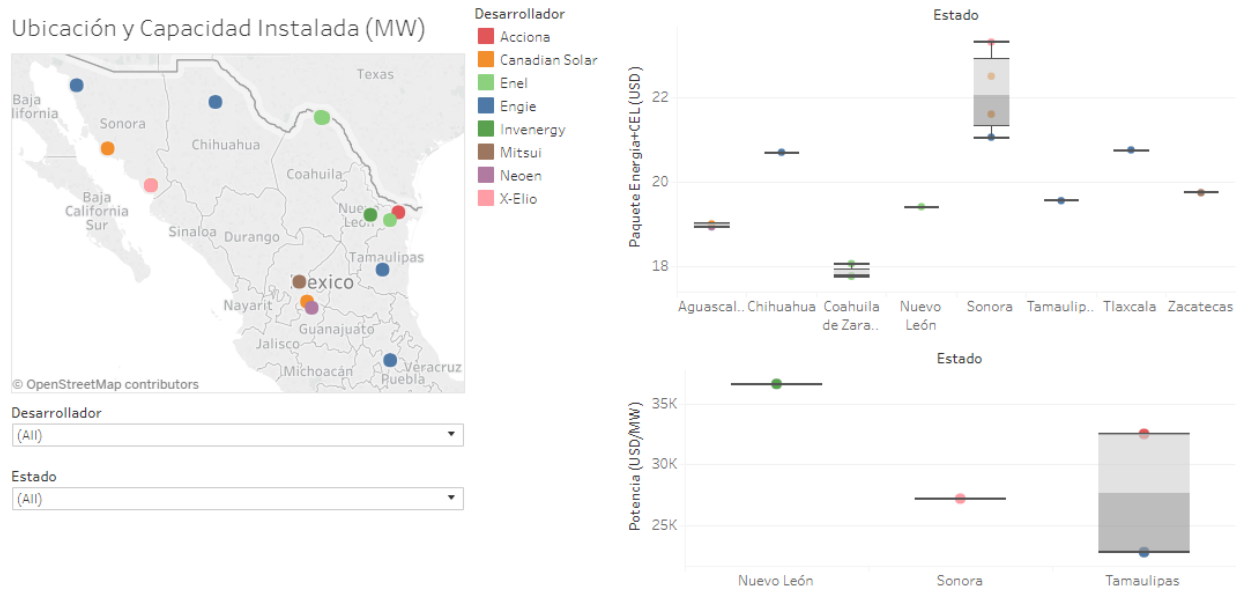 Ubicación y Capacidad Instalada (MW)
Texas
Baja
lifornia
Sonora
Chihuahua
Coahuila
Baja
California
Sur
Nuevo
León
Sinaloa
Durango
Tamaulipas
Mexico
Nayarit
Guanajuato
Jalisco
Michoacán
Veracruz
Puebla
© OpenStreetMap contributors
Desarrollador
(All)
Estado
(All)
Desarrollador
Acciona
Canadian Solar
Enel
Engie
Invenergy
Mitsui
Neoen
X-Elio
Estado
Paquete Energia+CEL (USD)
22
20
18
Aguascal..
Chihuahua
Coahuila
de Zara..
Nuevo
León
Sonora
Tamaulip..
Tlaxcala
Zacatecas
Estado
Potencia (USD/MW)
35K
30K
25K
Nuevo León
Sonora
Tamaulipas